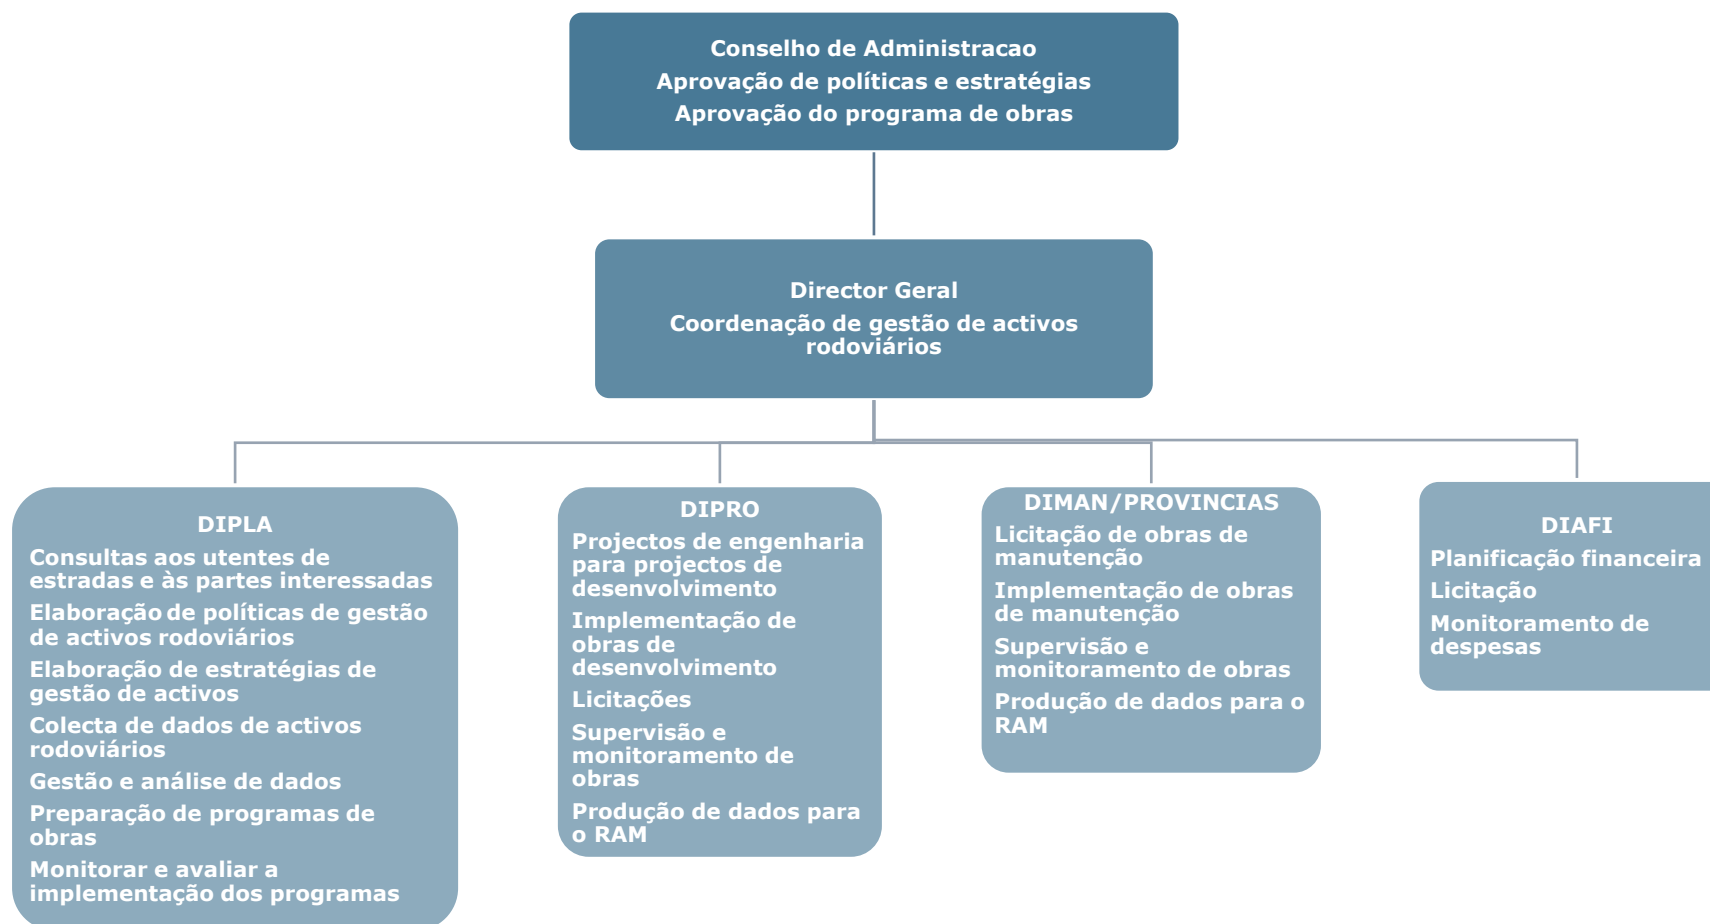 Conselho de Administracao
Aprovação de políticas e estratégias
Aprovação do programa de obras
Director Geral
Coordenação de gestão de activos
rodoviários
DIPLA
Consultas aos utentes de
estradas e às partes interessadas
Elaboração de políticas de gestão
de activos rodoviários
Elaboração de estratégias de
gestão de activos
Colecta de dados de activos
rodoviários
Gestão e análise de dados
Preparação de programas de
obras
Monitorar e avaliar a
implementação dos programas
DIPRO
Projectos de engenharia
para projectos de
desenvolvimento
Implementação de
obras de
desenvolvimento
Licitações
Supervisão e
monitoramento de
obras
Produção de dados para
o RAM
DIMAN/PROVINCIAS
Licitação de obras de
manutenção
Implementação de obras
de manutenção
Supervisão e
monitoramento de obras
Produção de dados para o
RAM
DIAFI
Planificação financeira
Licitação
Monitoramento de
despesas